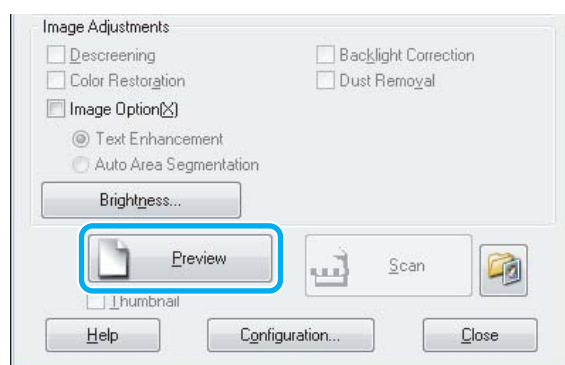 Image Adjustments
Descreening Backlight Correction
Color Restoration Dust Removal
Image Option(X)
Text Enhancement
Auto Area Segmentation
Brightness...
Preview Scan
Thumbnail
Help Configuration... Close